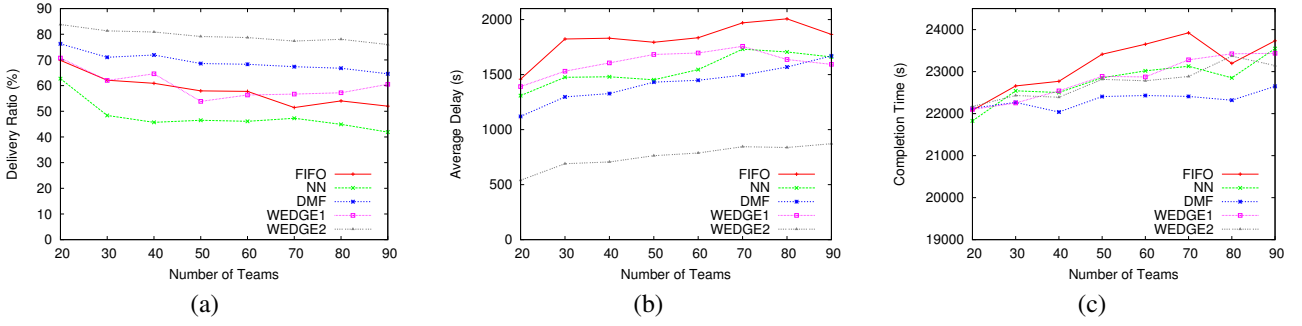 90
80
70
60
50
40
30
20
10
0
Delivery Ratio (%)
FIFO
NN
DMF
WEDGE1
WEDGE2
20 30 40 50 60 70 80 90
Number of Teams
(a)
2000
1500
1000
500
0
Average Delay (s)
FIFO
NN
DMF
WEDGE1
WEDGE2
20 30 40 50 60 70 80 90
Number of Teams
(b)
24000
23000
22000
21000
20000
19000
Completion Time (s)
FIFO
NN
DMF
WEDGE1
WEDGE2
20 30 40 50 60 70 80 90
Number of Teams
(c)